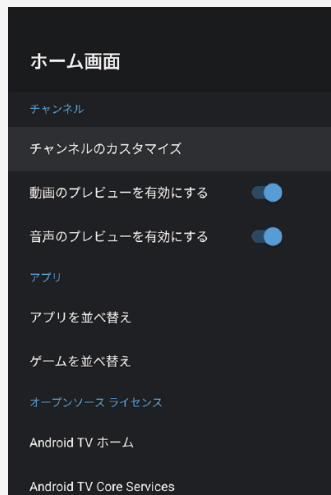 ホーム画面
チャンネル
チャンネルのカスタマイズ
動画のプレビューを有効にする
音声のプレビューを有効にする
アプリ
アプリを並べ替え
ゲームを並べ替え
オープンソース ライセンス
Android TV ホーム
Android TV Core Services